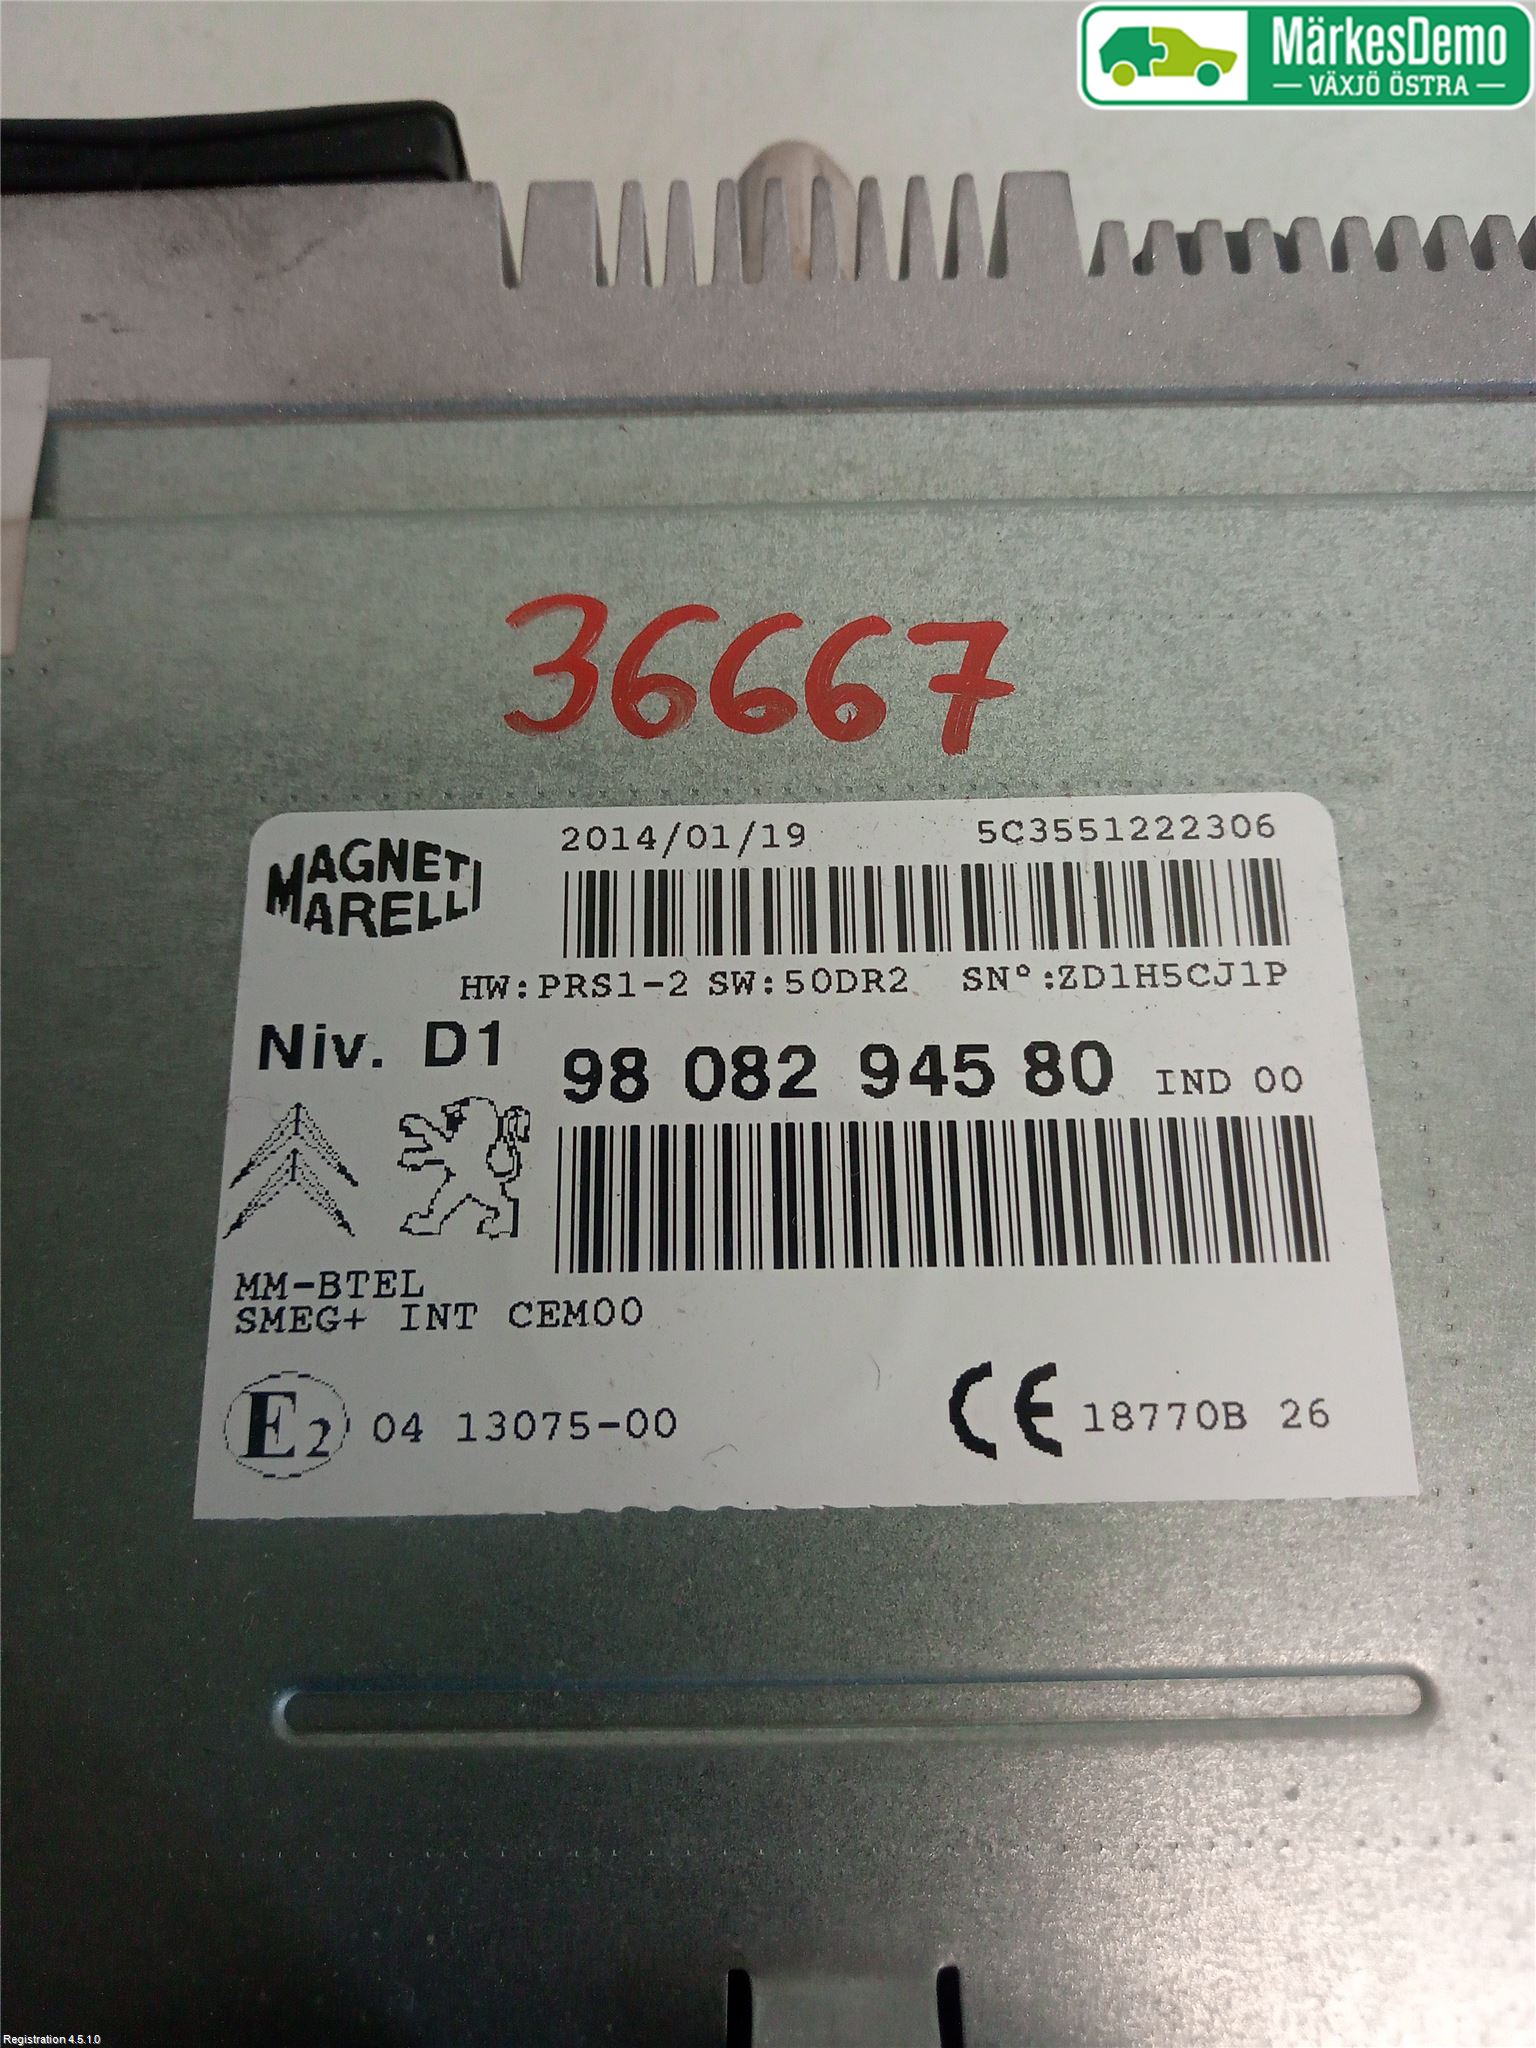 MärkesDemo
VÄXJÖ ÖSTRA
36667
MAGNETI
MARELLI
2014/01/19 5C3551222306
HW:PRS1-2 SW:50DR2 SN°:ZD1H5CJ1P
Niv. D1
98 082 945 80 IND 00
MM-BTEL
SMEG+ INT CEM00
E2 04 13075-00
CE 18770B 26
Registration 4.5.1.0